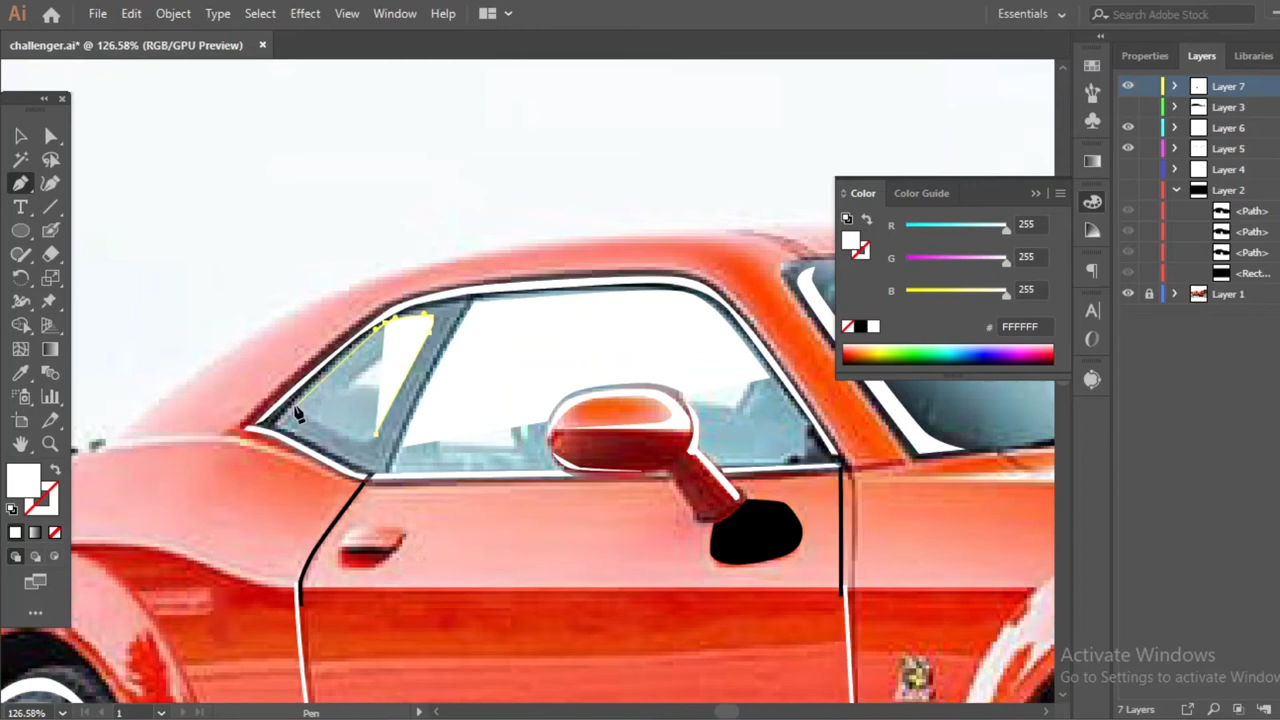 Ai File Edit Object Type Select Effect View Window Help Essentials Search Adobe Stock
challenger.ai* @ 126.58% (RGB/GPU Preview)
Properties Layers Libraries
Layer 7
Layer 3
Layer 6
Layer 5
Layer 4
Layer 2
<Path>
<Path>
<Path>
<Rect...
Layer 1
Color Color Guide
R 255
G 255
B 255
# FFFFFF
Activate Windows
Go to Settings to activate Window
126.58% 1 Pen 7 Layers